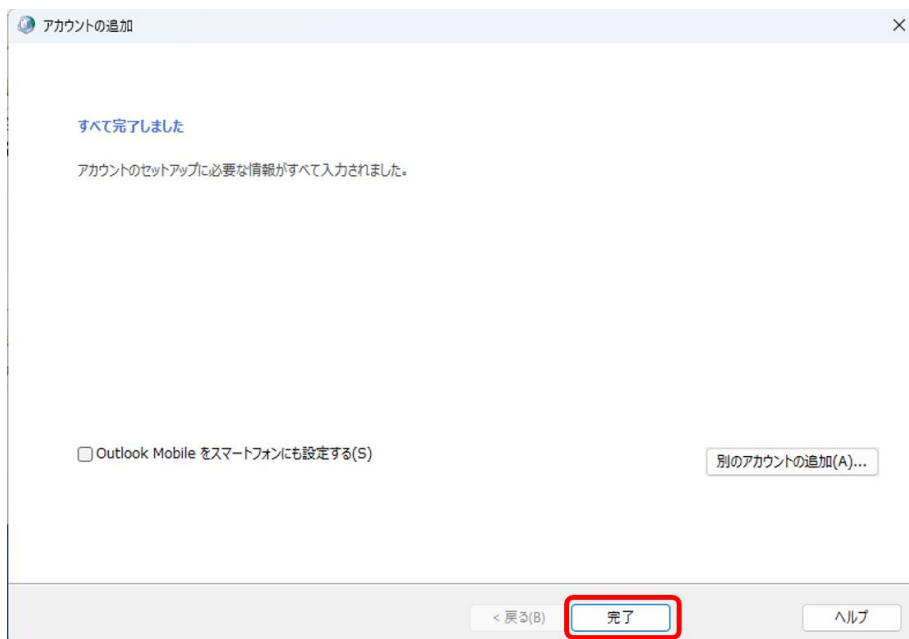 アカウントの追加
すべて完了しました
アカウントのセットアップに必要な情報がすべて入力されました。
Outlook Mobile をスマートフォンにも設定する(S)
別のアカウントの追加(A)...
< 戻る(B)
完了
ヘルプ